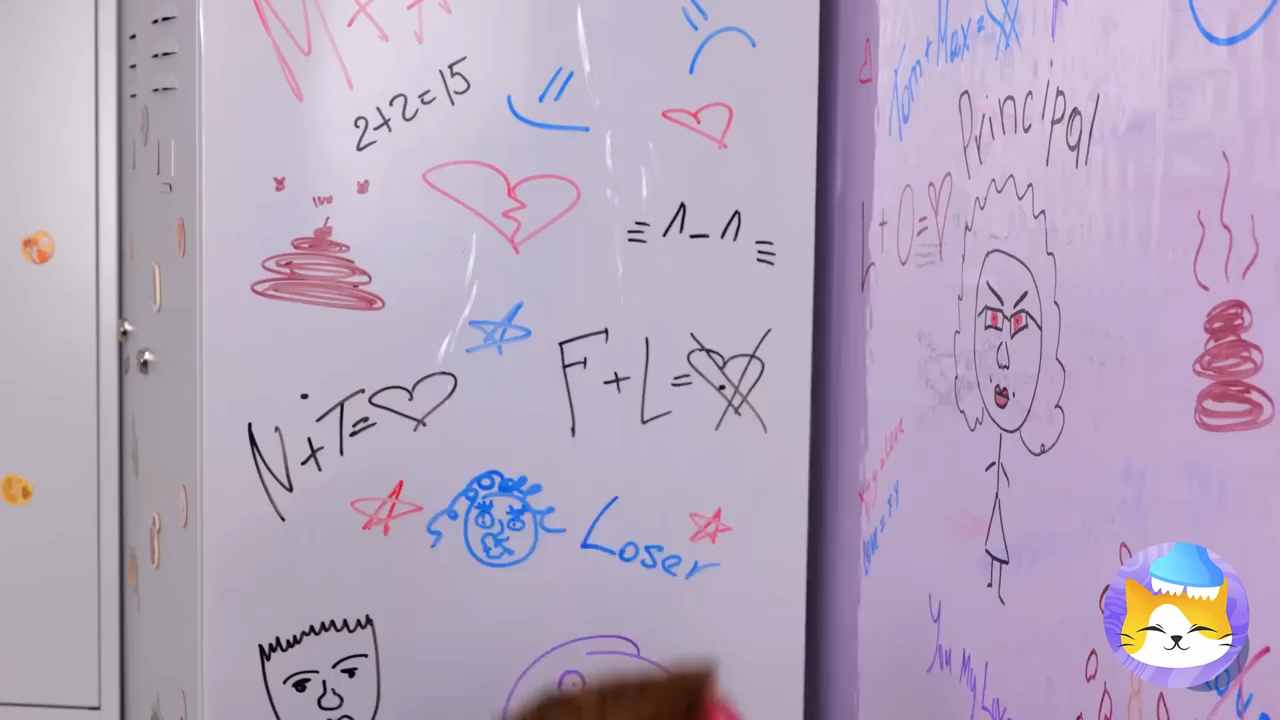 2+2=15
≡ ^_^ ≡
N+T=♡
F+L=♡
Loser
Tom+Max=
Principal
L+O=♡
You My Love